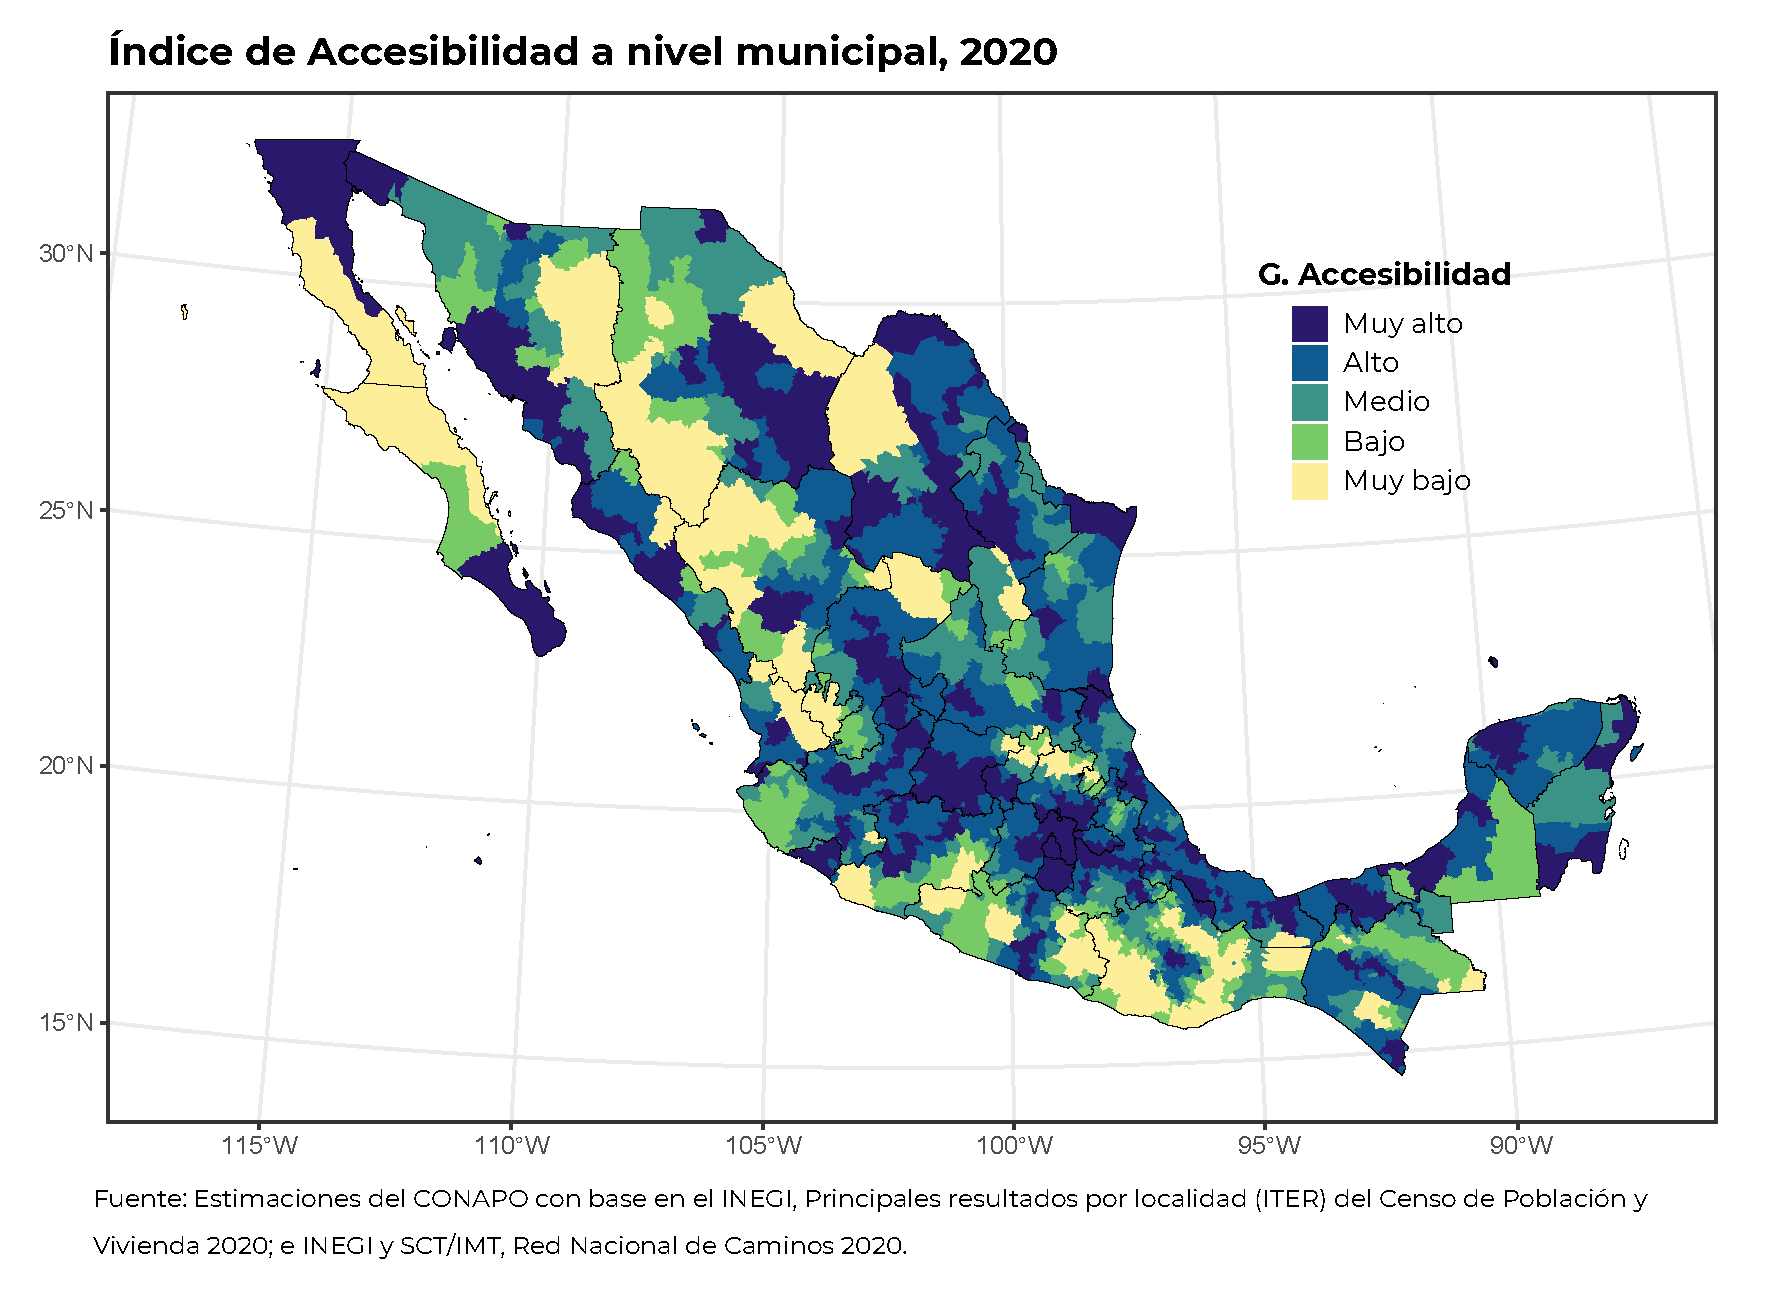 Índice de Accesibilidad a nivel municipal, 2020
G. Accesibilidad
Muy alto
Alto
Medio
Bajo
Muy bajo
30°N
25°N
20°N
15°N
115°W
110°W
105°W
100°W
95°W
90°W
Fuente: Estimaciones del CONAPO con base en el INEGI, Principales resultados por localidad (ITER) del Censo de Población y
Vivienda 2020; e INEGI y SCT/IMT, Red Nacional de Caminos 2020.